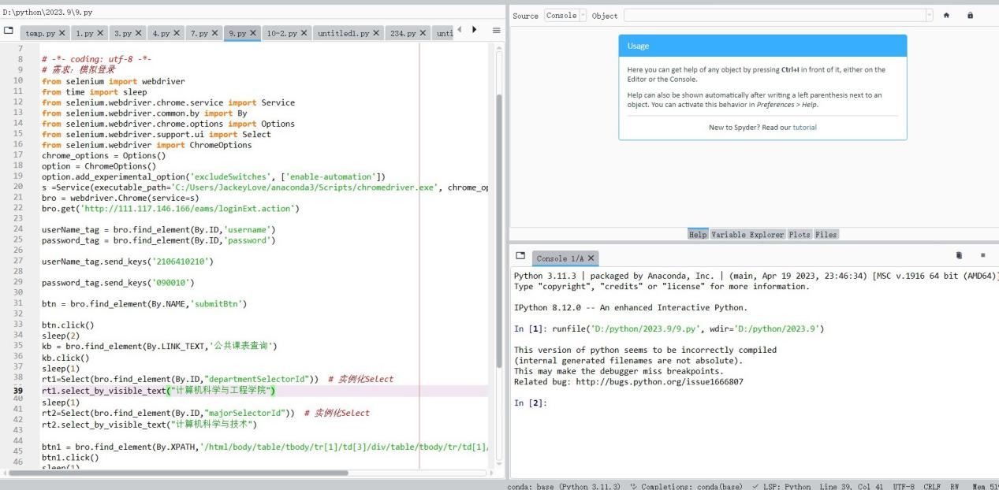 D:\python\2023.9\9.py
temp.py 1.py 3.py 4.py 7.py 9.py 10-2.py untitled1.py 234.py unti
7
8 # -*- coding: utf-8 -*-
9 # 需求: 模拟登录
10 from selenium import webdriver
11 from time import sleep
12 from selenium.webdriver.chrome.service import Service
13 from selenium.webdriver.common.by import By
14 from selenium.webdriver.chrome.options import Options
15 from selenium.webdriver.support.ui import Select
16 from selenium.webdriver import ChromeOptions
17 chrome_options = Options()
18 option = ChromeOptions()
19 option.add_experimental_option('excludeSwitches', ['enable-automation'])
20 s =Service(executable_path='C:/Users/JackeyLove/anaconda3/Scripts/chromedriver.exe', chrome_op
21 bro = webdriver.Chrome(service=s)
22 bro.get('http://111.117.146.166/eams/loginExt.action')
23
24 userName_tag = bro.find_element(By.ID,'username')
25 password_tag = bro.find_element(By.ID,'password')
26
27 userName_tag.send_keys('2106410210')
28
29 password_tag.send_keys('090010')
30
31 btn = bro.find_element(By.NAME,'submitBtn')
32
33 btn.click()
34 sleep(2)
35 kb = bro.find_element(By.LINK_TEXT,'公共课表查询')
36 kb.click()
37 sleep(1)
38 rt1=Select(bro.find_element(By.ID,"departmentSelectorId")) # 实例化Select
39 rt1.select_by_visible_text("计算机科学与工程学院")
40 sleep(1)
41 rt2=Select(bro.find_element(By.ID,"majorSelectorId")) # 实例化Select
42 rt2.select_by_visible_text("计算机科学与技术")
43
44 btn1 = bro.find_element(By.XPATH,'/html/body/table/tbody/tr[1]/td[3]/div/table/tbody/tr/td[1]/
45 btn1.click()
46 sleep(1)
Source Console Object
Usage
Here you can get help of any object by pressing Ctrl+I in front of it, either on the
Editor or the Console.
Help can also be shown automatically after writing a left parenthesis next to an
object. You can activate this behavior in Preferences > Help.
New to Spyder? Read our tutorial
Help Variable Explorer Plots Files
Console 1/A
Python 3.11.3 | packaged by Anaconda, Inc. | (main, Apr 19 2023, 23:46:34) [MSC v.1916 64 bit (AMD64)]
Type "copyright", "credits" or "license" for more information.
IPython 8.12.0 -- An enhanced Interactive Python.
In [1]: runfile('D:/python/2023.9/9.py', wdir='D:/python/2023.9')
This version of python seems to be incorrectly compiled
(internal generated filenames are not absolute).
This may make the debugger miss breakpoints.
Related bug: http://bugs.python.org/issue1666807
In [2]:
conda: base (Python 3.11.3) Completions: conda(base) LSP: Python Line 39, Col 41 UTF-8 CRLF RW Mem 51